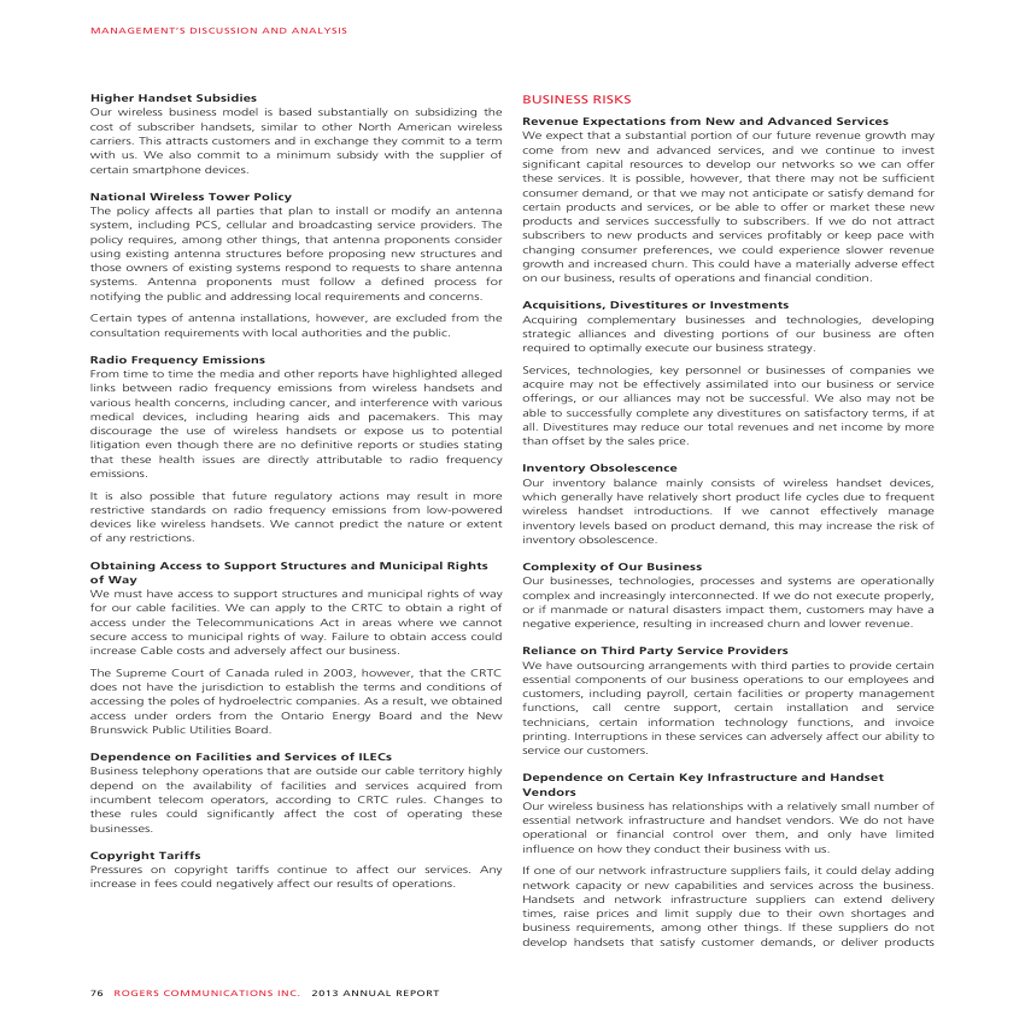 MANAGEMENT'S DISCUSSION AND ANALYSIS
Higher Handset Subsidies
Our wireless business model is based substantially on subsidizing the
cost of subscriber handsets, similar to other North American wireless
carriers. This attracts customers and in exchange they commit to a term
with us. We also commit to a minimum subsidy with the supplier of
certain smartphone devices.
National Wireless Tower Policy
The policy affects all parties that plan to install or modify an antenna
system, including PCS, cellular and broadcasting service providers. The
policy requires, among other things, that antenna proponents consider
using existing antenna structures before proposing new structures and
those owners of existing systems respond to requests to share antenna
systems. Antenna proponents must follow a defined process for
notifying the public and addressing local requirements and concerns.
Certain types of antenna installations, however, are excluded from the
consultation requirements with local authorities and the public.
Radio Frequency Emissions
From time to time the media and other reports have highlighted alleged
links between radio frequency emissions from wireless handsets and
various health concerns, including cancer, and interference with various
medical devices, including hearing aids and pacemakers. This may
discourage the use of wireless handsets or expose us to potential
litigation even though there are no definitive reports or studies stating
that these health issues are directly attributable to radio frequency
emissions.
It is also possible that future regulatory actions may result in more
restrictive standards on radio frequency emissions from low-powered
devices like wireless handsets. We cannot predict the nature or extent
of any restrictions.
Obtaining Access to Support Structures and Municipal Rights
of Way
We must have access to support structures and municipal rights of way
for our cable facilities. We can apply to the CRTC to obtain a right of
access under the Telecommunications Act in areas where we cannot
secure access to municipal rights of way. Failure to obtain access could
increase Cable costs and adversely affect our business.
The Supreme Court of Canada ruled in 2003, however, that the CRTC
does not have the jurisdiction to establish the terms and conditions of
accessing the poles of hydroelectric companies. As a result, we obtained
access under orders from the Ontario Energy Board and the New
Brunswick Public Utilities Board.
Dependence on Facilities and Services of ILECs
Business telephony operations that are outside our cable territory highly
depend on the availability of facilities and services acquired from
incumbent telecom operators, according to CRTC rules. Changes to
these rules could significantly affect the cost of operating these
businesses.
Copyright Tariffs
Pressures on copyright tariffs continue to affect our services. Any
increase in fees could negatively affect our results of operations.
BUSINESS RISKS
Revenue Expectations from New and Advanced Services
We expect that a substantial portion of our future revenue growth may
come from new and advanced services, and we continue to invest
significant capital resources to develop our networks so we can offer
these services. It is possible, however, that there may not be sufficient
consumer demand, or that we may not anticipate or satisfy demand for
certain products and services, or be able to offer or market these new
products and services successfully to subscribers. If we do not attract
subscribers to new products and services profitably or keep pace with
changing consumer preferences, we could experience slower revenue
growth and increased churn. This could have a materially adverse effect
on our business, results of operations and financial condition.
Acquisitions, Divestitures or Investments
Acquiring complementary businesses and technologies, developing
strategic alliances and divesting portions of our business are often
required to optimally execute our business strategy.
Services, technologies, key personnel or businesses of companies we
acquire may not be effectively assimilated into our business or service
offerings, or our alliances may not be successful. We also may not be
able to successfully complete any divestitures on satisfactory terms, if at
all. Divestitures may reduce our total revenues and net income by more
than offset by the sales price.
Inventory Obsolescence
Our inventory balance mainly consists of wireless handset devices,
which generally have relatively short product life cycles due to frequent
wireless handset introductions. If we cannot effectively manage
inventory levels based on product demand, this may increase the risk of
inventory obsolescence.
Complexity of Our Business
Our businesses, technologies, processes and systems are operationally
complex and increasingly interconnected. If we do not execute properly,
or if manmade or natural disasters impact them, customers may have a
negative experience, resulting in increased churn and lower revenue.
Reliance on Third Party Service Providers
We have outsourcing arrangements with third parties to provide certain
essential components of our business operations to our employees and
customers, including payroll, certain facilities or property management
functions, call centre support, certain installation and service
technicians, certain information technology functions, and invoice
printing. Interruptions in these services can adversely affect our ability to
service our customers.
Dependence on Certain Key Infrastructure and Handset
Vendors
Our wireless business has relationships with a relatively small number of
essential network infrastructure and handset vendors. We do not have
operational or financial control over them, and only have limited
influence on how they conduct their business with us.
If one of our network infrastructure suppliers fails, it could delay adding
network capacity or new capabilities and services across the business.
Handsets and network infrastructure suppliers can extend delivery
times, raise prices and limit supply due to their own shortages and
business requirements, among other things. If these suppliers do not
develop handsets that satisfy customer demands, or deliver products
76 ROGERS COMMUNICATIONS INC. 2013 ANNUAL REPORT